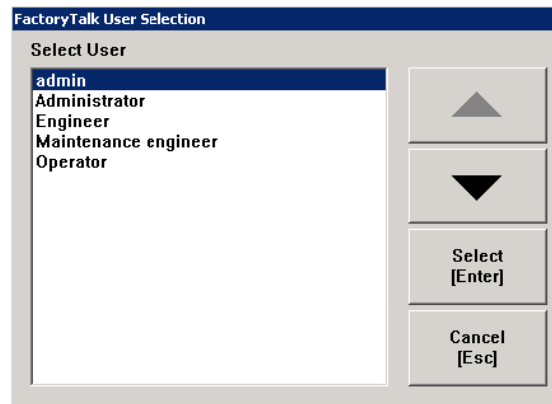 FactoryTalk User Selection
Select User
admin
Administrator
Engineer
Maintenance engineer
Operator
Select
[Enter]
Cancel
[Esc]